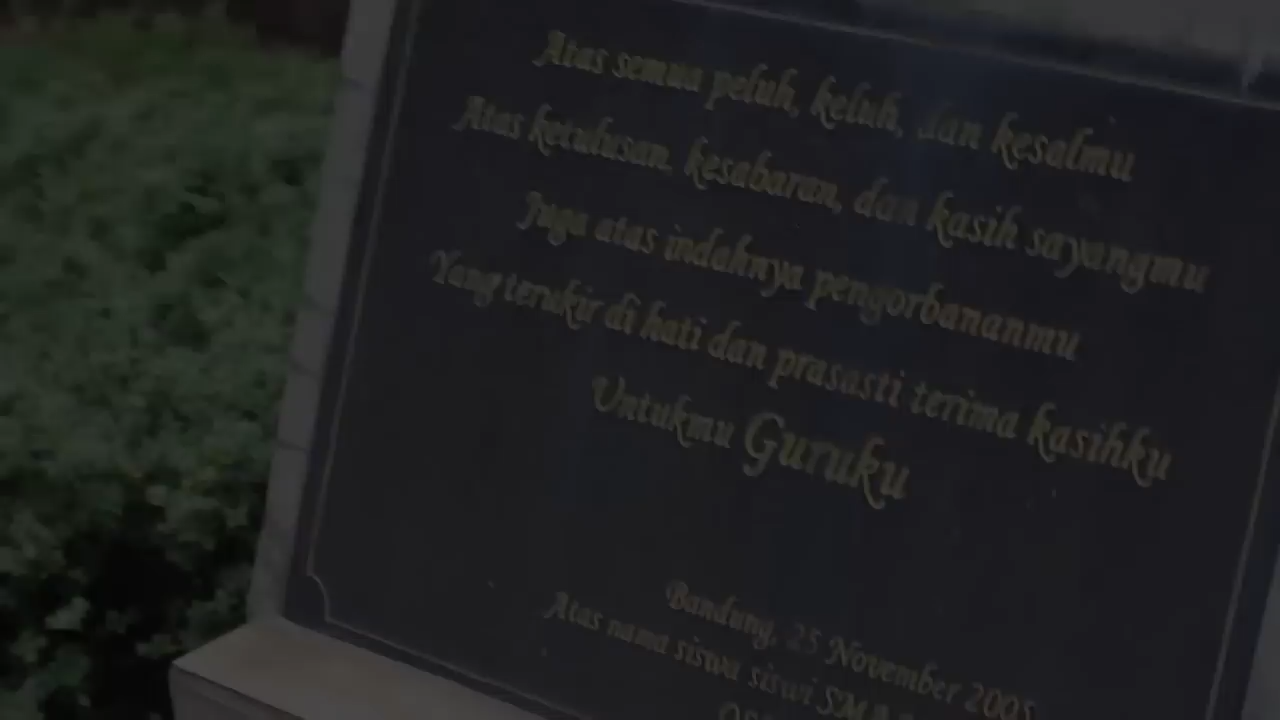 Atas semua peluh, keluh, dan kesalmu
Atas ketulusan, kesabaran, dan kasih sayangmu
Juga atas indahnya pengorbananmu
Yang terukir di hati dan prasasti terima kasihku
Untukmu Guruku
Bandung, 25 November 2005
Atas nama siswa siswi